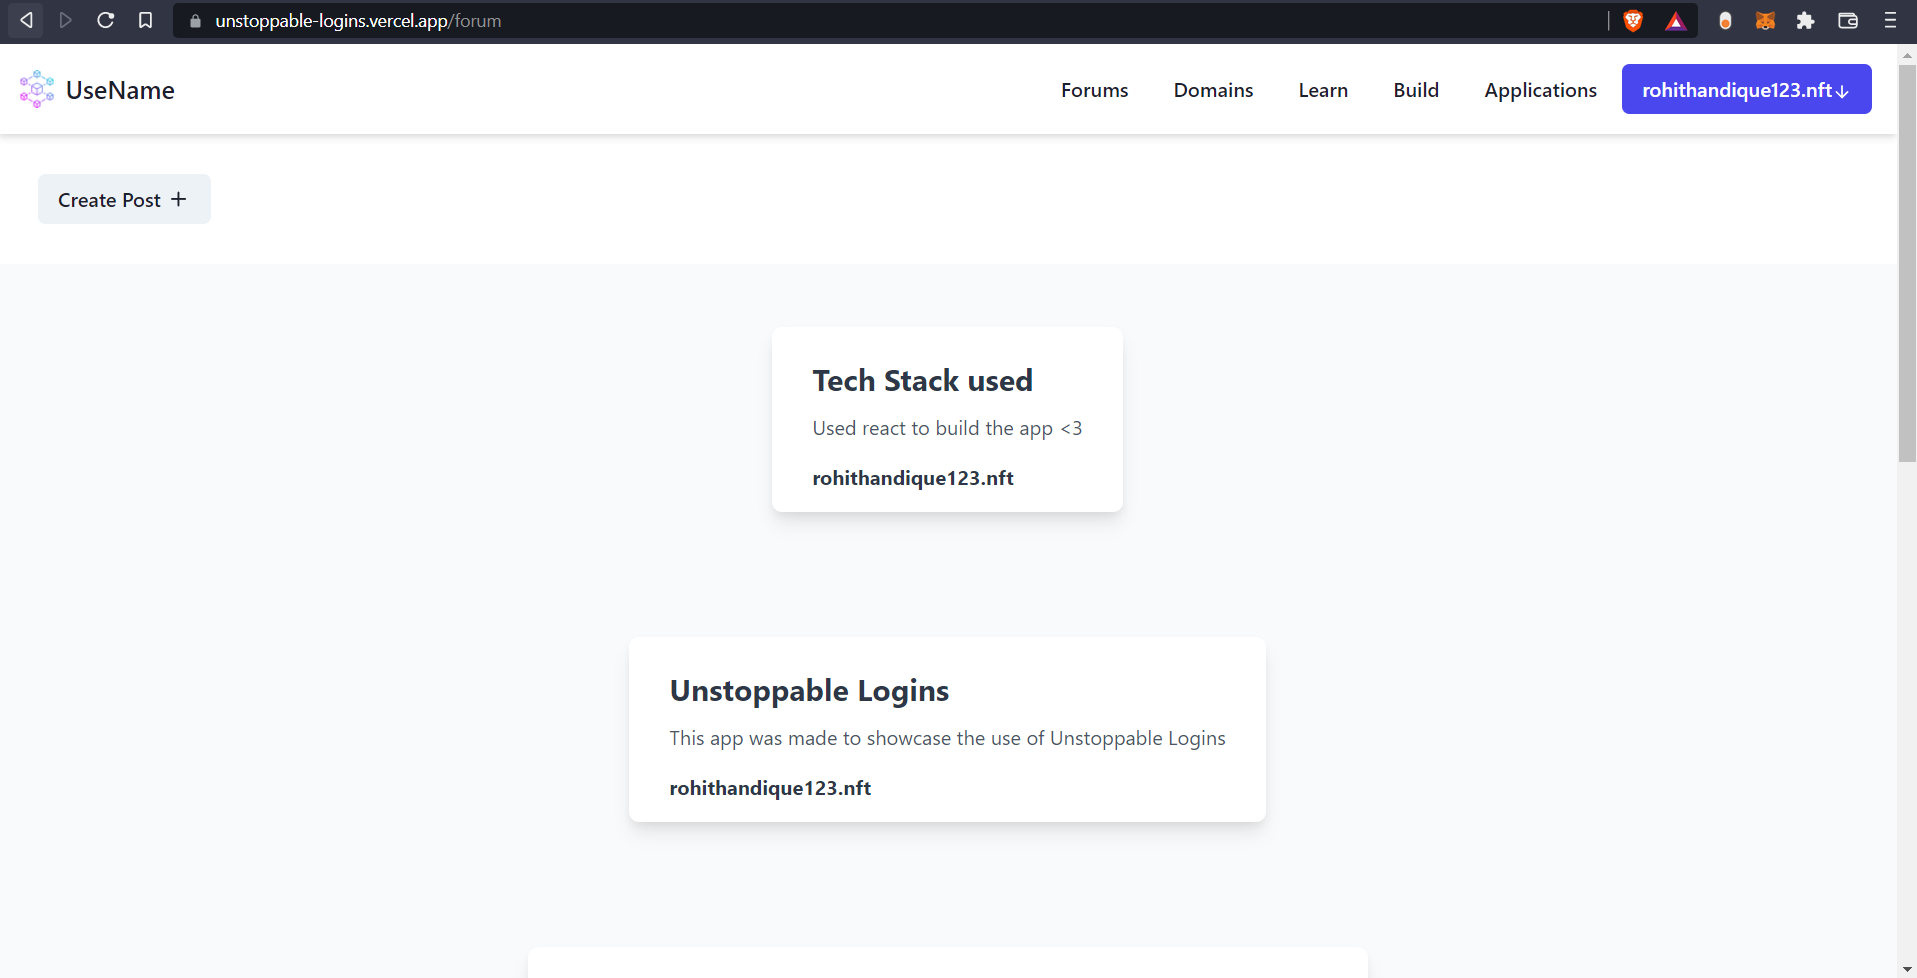 unstoppable-logins.vercel.app/forum
UseName
Forums Domains Learn Build Applications rohithandique123.nft↓
Create Post +
Tech Stack used
Used react to build the app <3
rohithandique123.nft
Unstoppable Logins
This app was made to showcase the use of Unstoppable Logins
rohithandique123.nft